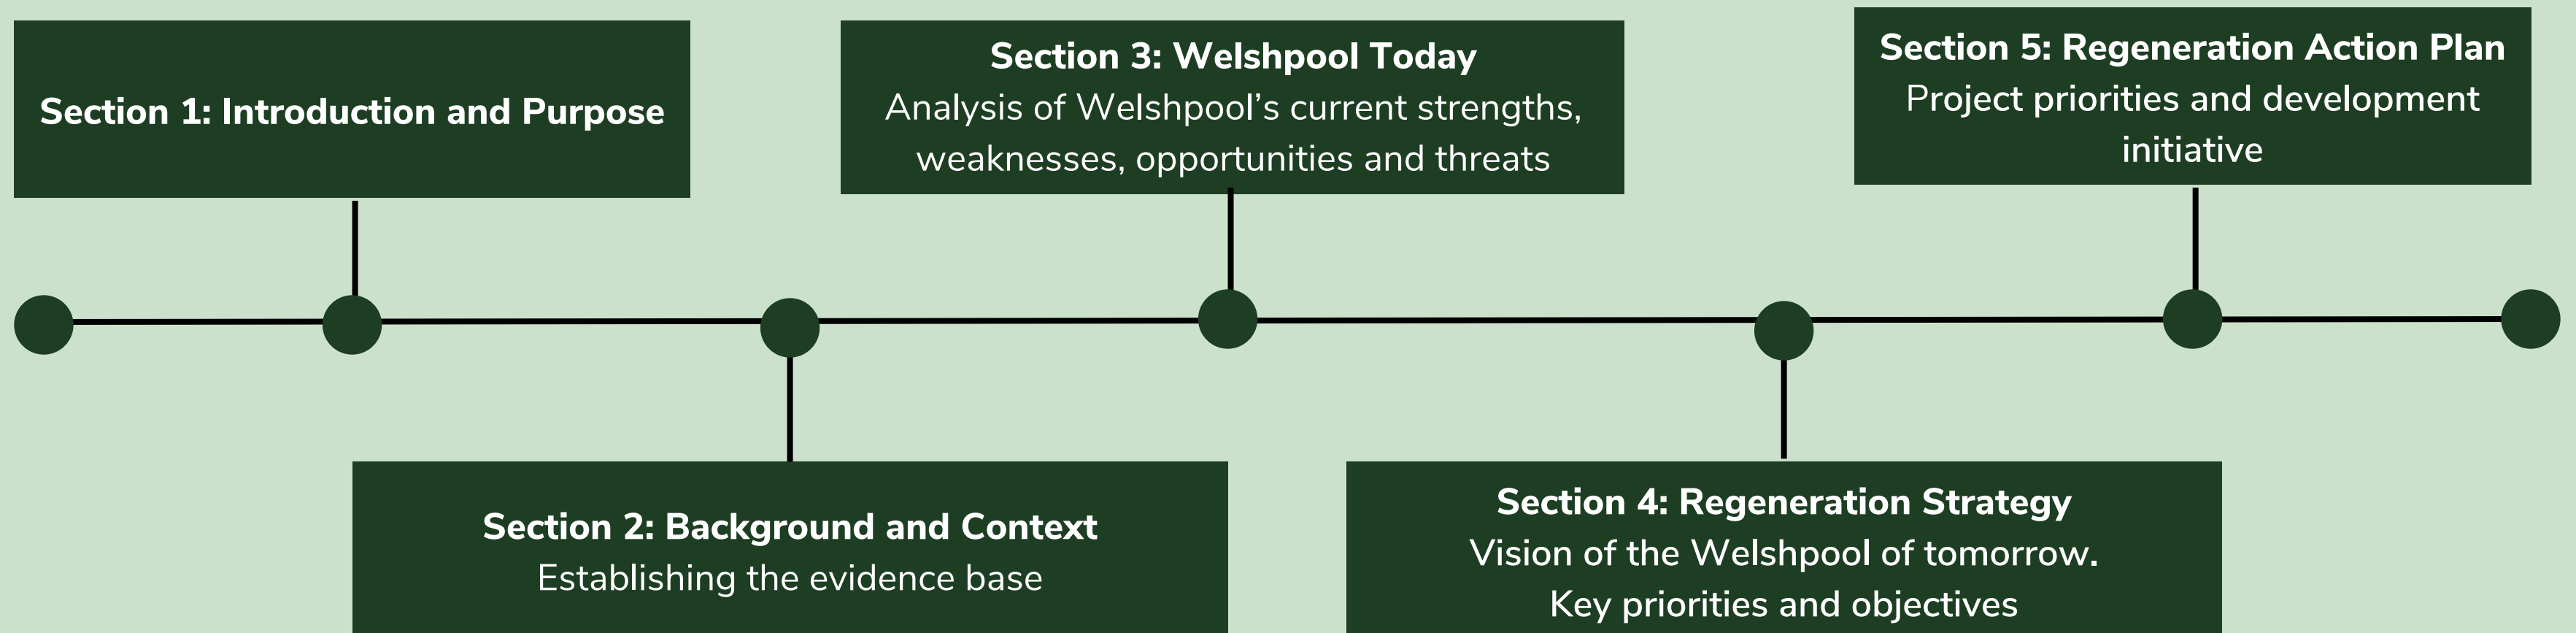 Section 1: Introduction and Purpose
Section 2: Background and Context
Establishing the evidence base
Section 3: Welshpool Today
Analysis of Welshpool’s current strengths,
weaknesses, opportunities and threats
Section 4: Regeneration Strategy
Vision of the Welshpool of tomorrow.
Key priorities and objectives
Section 5: Regeneration Action Plan
Project priorities and development
initiative